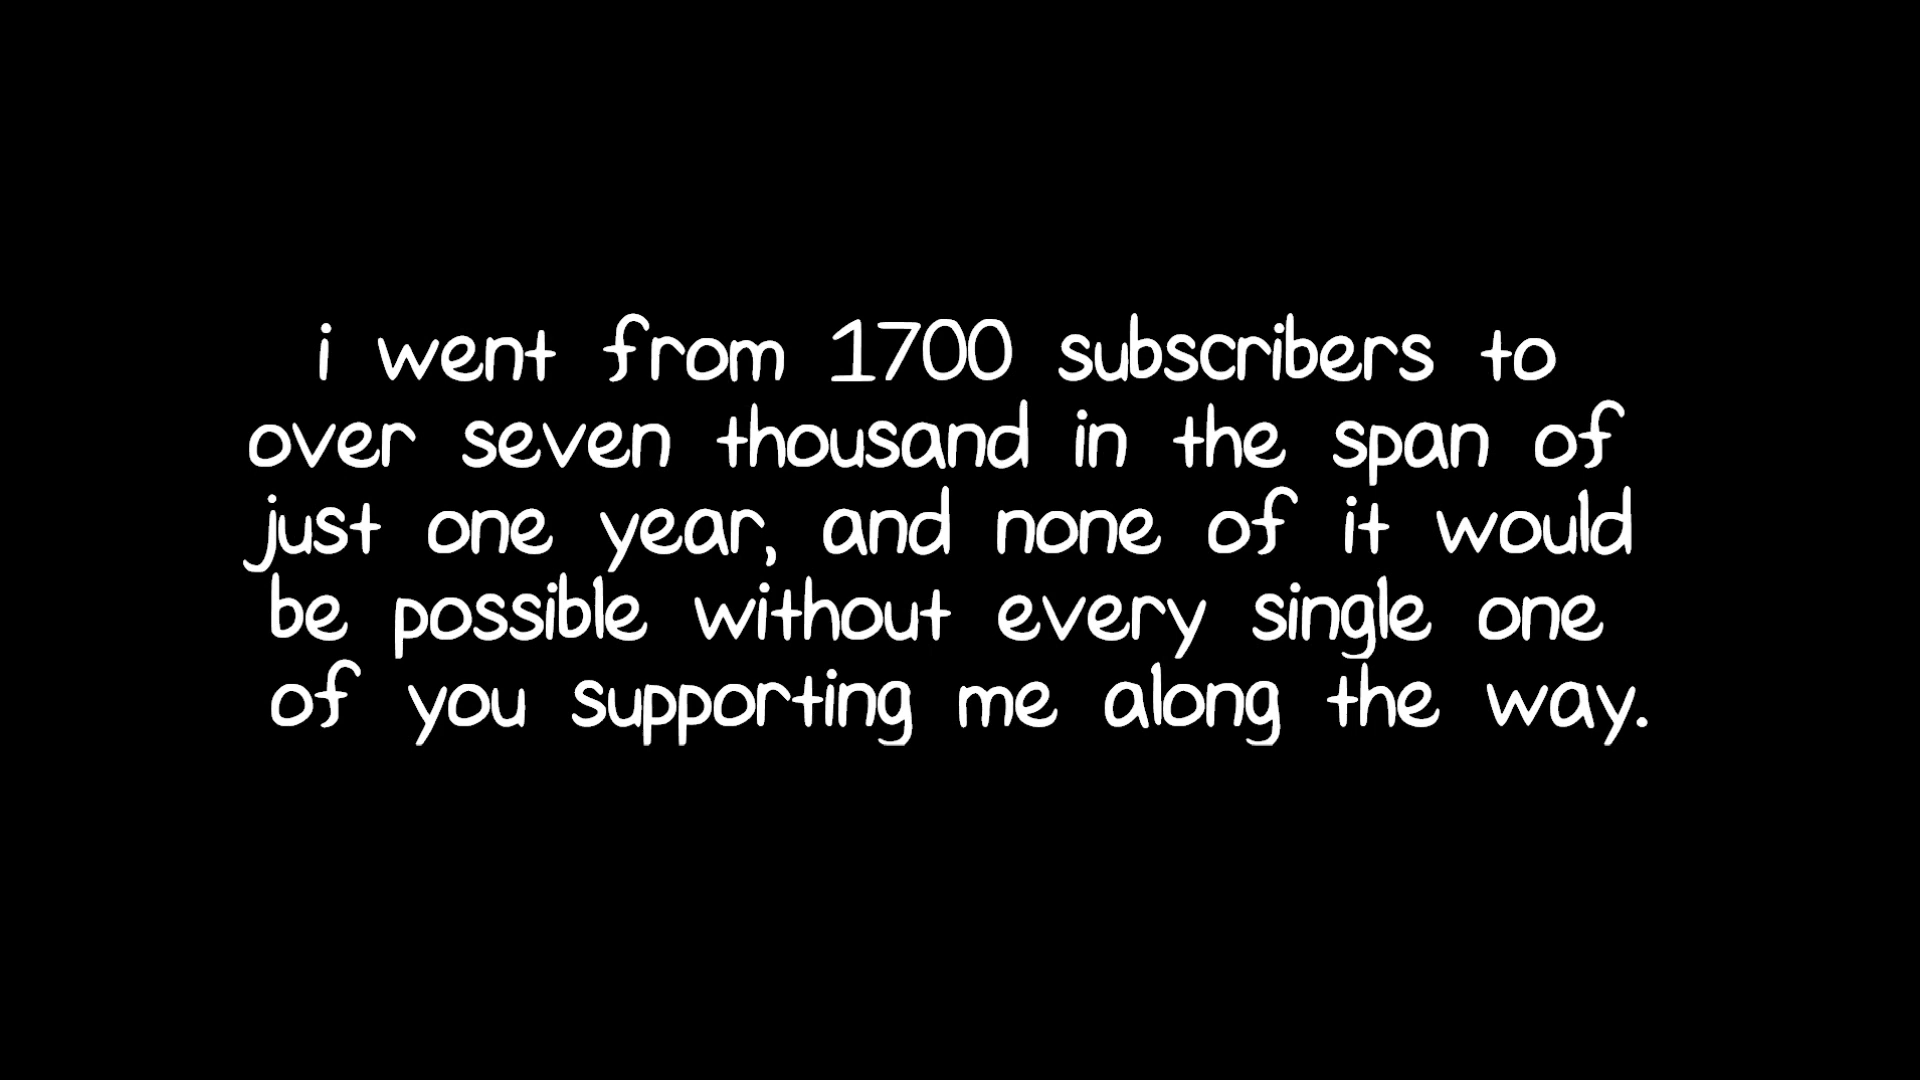 i went from 1700 subscribers to
over seven thousand in the span of
just one year, and none of it would
be possible without every single one
of you supporting me along the way.